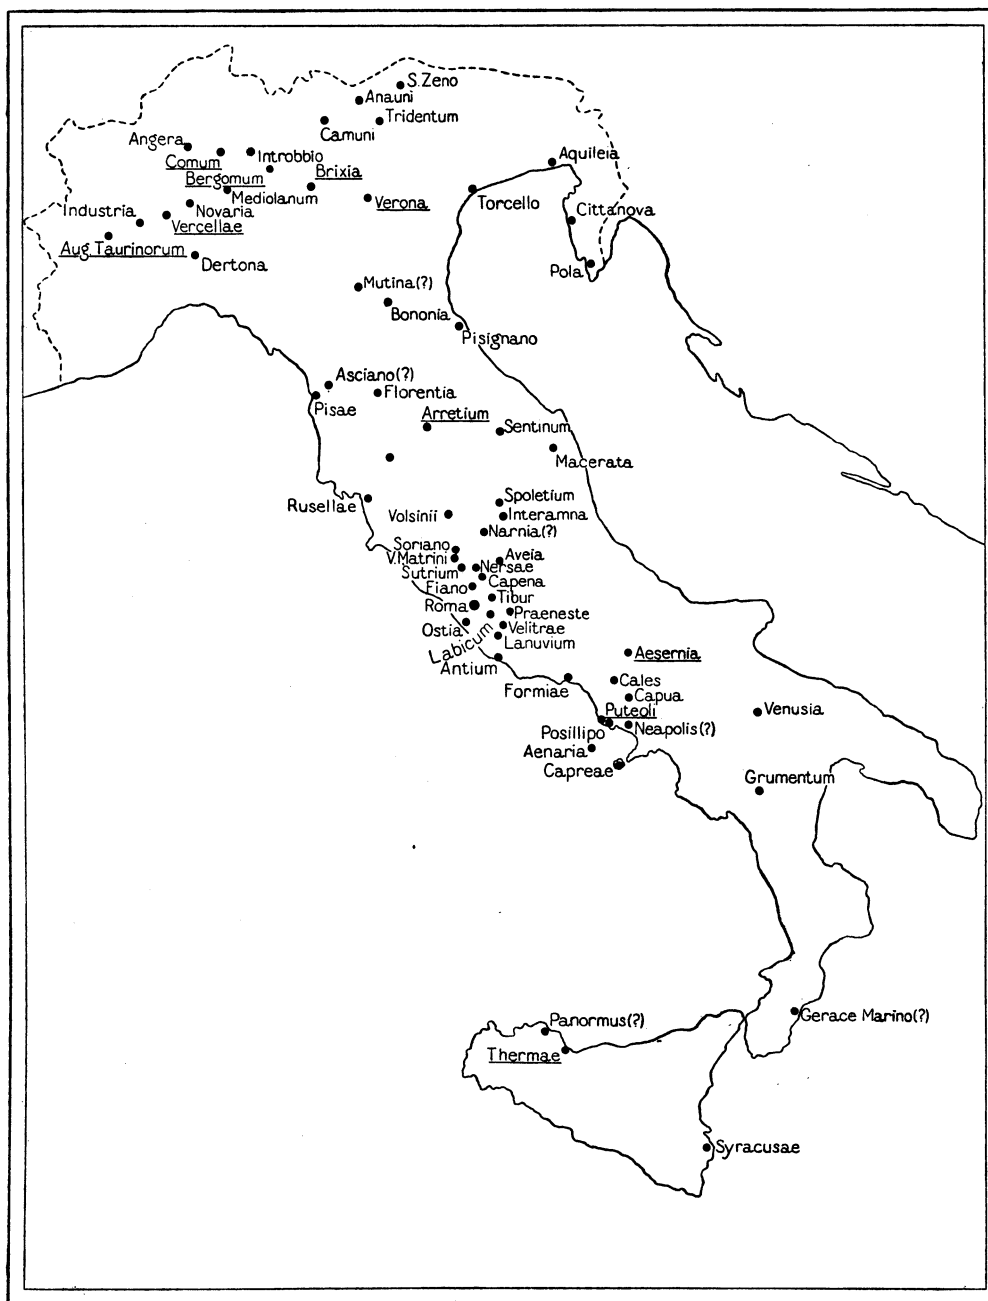 S. Zeno
Anauni
Tridentum
Camuni
Angera
Comum
Introbbio
Bergomum
Brixia
Mediolanum
Verona
Aquileia
Torcello
Cittanova
Industria
Novaria
Vercellae
Aug. Taurinorum
Dertona
Pola
Mutina(?)
Bononia
Pisignano
Asciano(?)
Florentia
Pisae
Arretium
Sentinum
Macerata
Rusellae
Volsinii
Spoletium
Interamna
Narnia(?)
Soriano
V. Matrini
Aveia
Sutrium
Nersae
Capena
Fiano
Tibur
Roma
Praeneste
Ostia
Velitrae
Labicum
Lanuvium
Antium
Aesernia
Formiae
Cales
Capua
Puteoli
Venusia
Posillipo
Neapolis(?)
Aenaria
Capreae
Grumentum
Panormus(?)
Gerace Marino(?)
Thermae
Syracusae